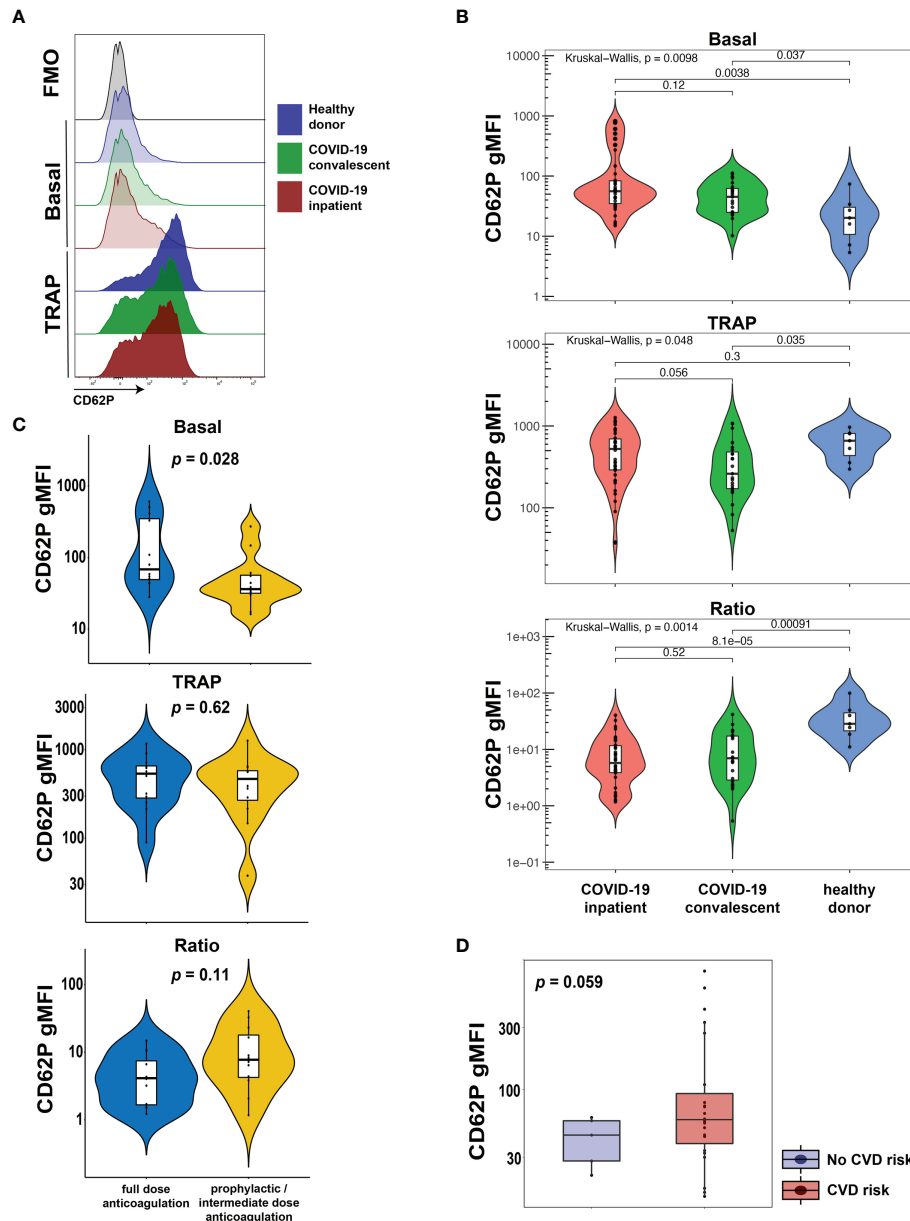 A
FMO
Basal
TRAP
CD62P
Healthy
donor
COVID-19
convalescent
COVID-19
inpatient
B
Basal
Kruskal−Wallis, p = 0.0098
0.037
0.0038
0.12
CD62P gMFI
10000
1000
100
10
1
TRAP
Kruskal−Wallis, p = 0.048
0.035
0.3
0.056
CD62P gMFI
10000
1000
100
Ratio
Kruskal−Wallis, p = 0.0014
0.00091
8.1e−05
0.52
CD62P gMFI
1e+03
1e+02
1e+01
1e+00
1e−01
COVID-19
inpatient
COVID-19
convalescent
healthy
donor
C
Basal
p = 0.028
CD62P gMFI
1000
100
10
TRAP
p = 0.62
CD62P gMFI
3000
1000
300
100
30
Ratio
p = 0.11
CD62P gMFI
100
10
1
full dose
anticoagulation
prophylactic /
intermediate dose
anticoagulation
D
p = 0.059
CD62P gMFI
300
100
30
No CVD risk
CVD risk